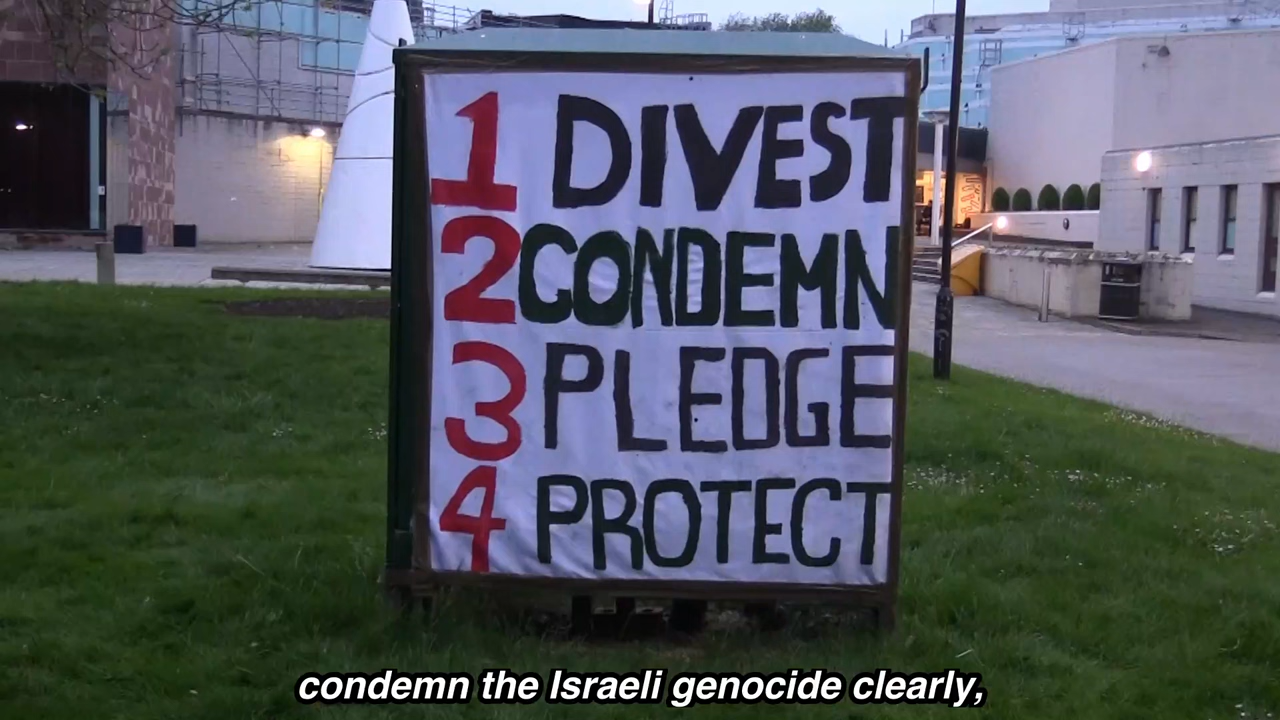 1 DIVEST
2 CONDEMN
3 PLEDGE
4 PROTECT
condemn the Israeli genocide clearly,